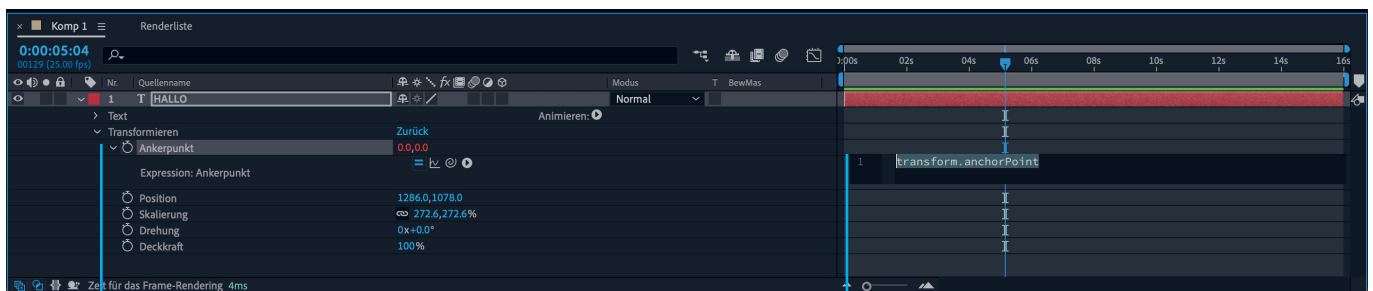 × Komp 1 ≡ Renderliste
0:00:05:04
00129 (25.00 fps)
0:00s 02s 04s 06s 08s 10s 12s 14s 16s
Nr. Quellenname Modus T BewMas
1 T HALLO Normal
Text Animieren:
Transformieren Zurück
Ankerpunkt 0.0,0.0
Expression: Ankerpunkt
1 transform.anchorPoint
Position 1286.0,1078.0
Skalierung 272.6,272.6%
Drehung 0x+0.0°
Deckkraft 100%
Zeit für das Frame-Rendering 4ms